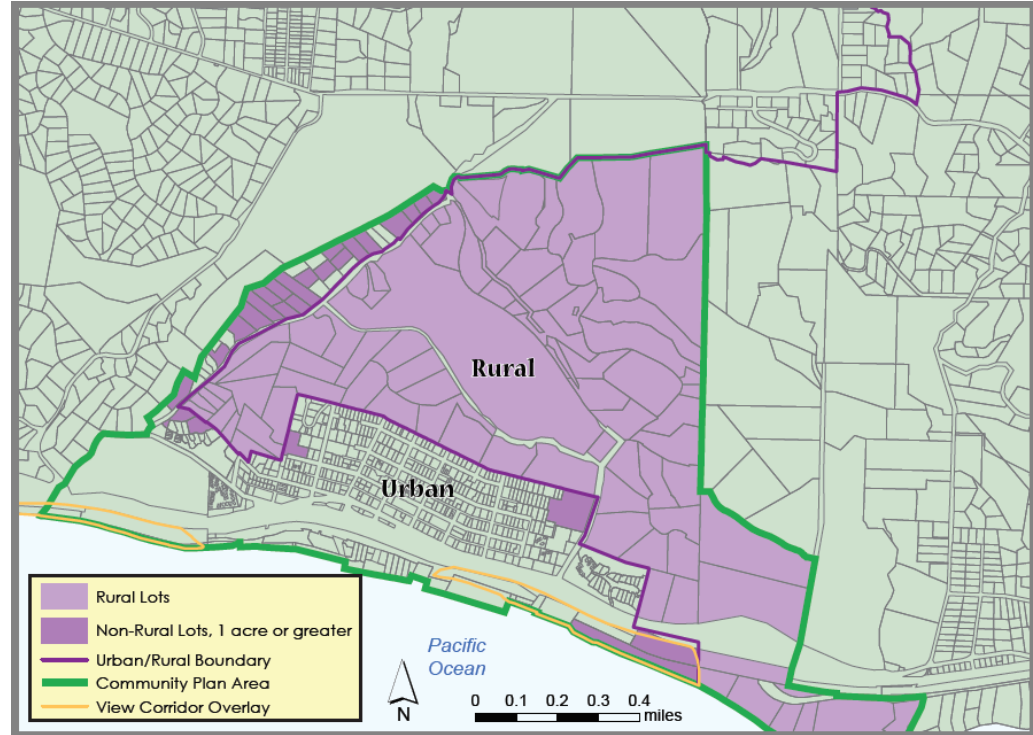 Rural
Urban
Rural Lots
Non-Rural Lots, 1 acre or greater
Urban/Rural Boundary
Community Plan Area
View Corridor Overlay
Pacific
Ocean
N
0 0.1 0.2 0.3 0.4
miles